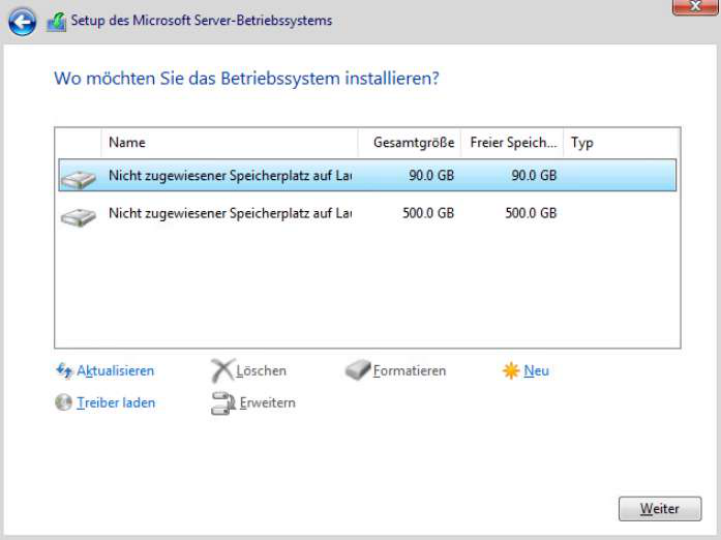 Setup des Microsoft Server-Betriebssystems
Wo möchten Sie das Betriebssystem installieren?
Name Gesamtgröße Freier Speich... Typ
Nicht zugewiesener Speicherplatz auf 90.0 GB 90.0 GB
Nicht zugewiesener Speicherplatz auf 500.0 GB 500.0 GB
Aktualisieren Löschen Formatieren Neu
Treiber laden Erweitern
Weiter